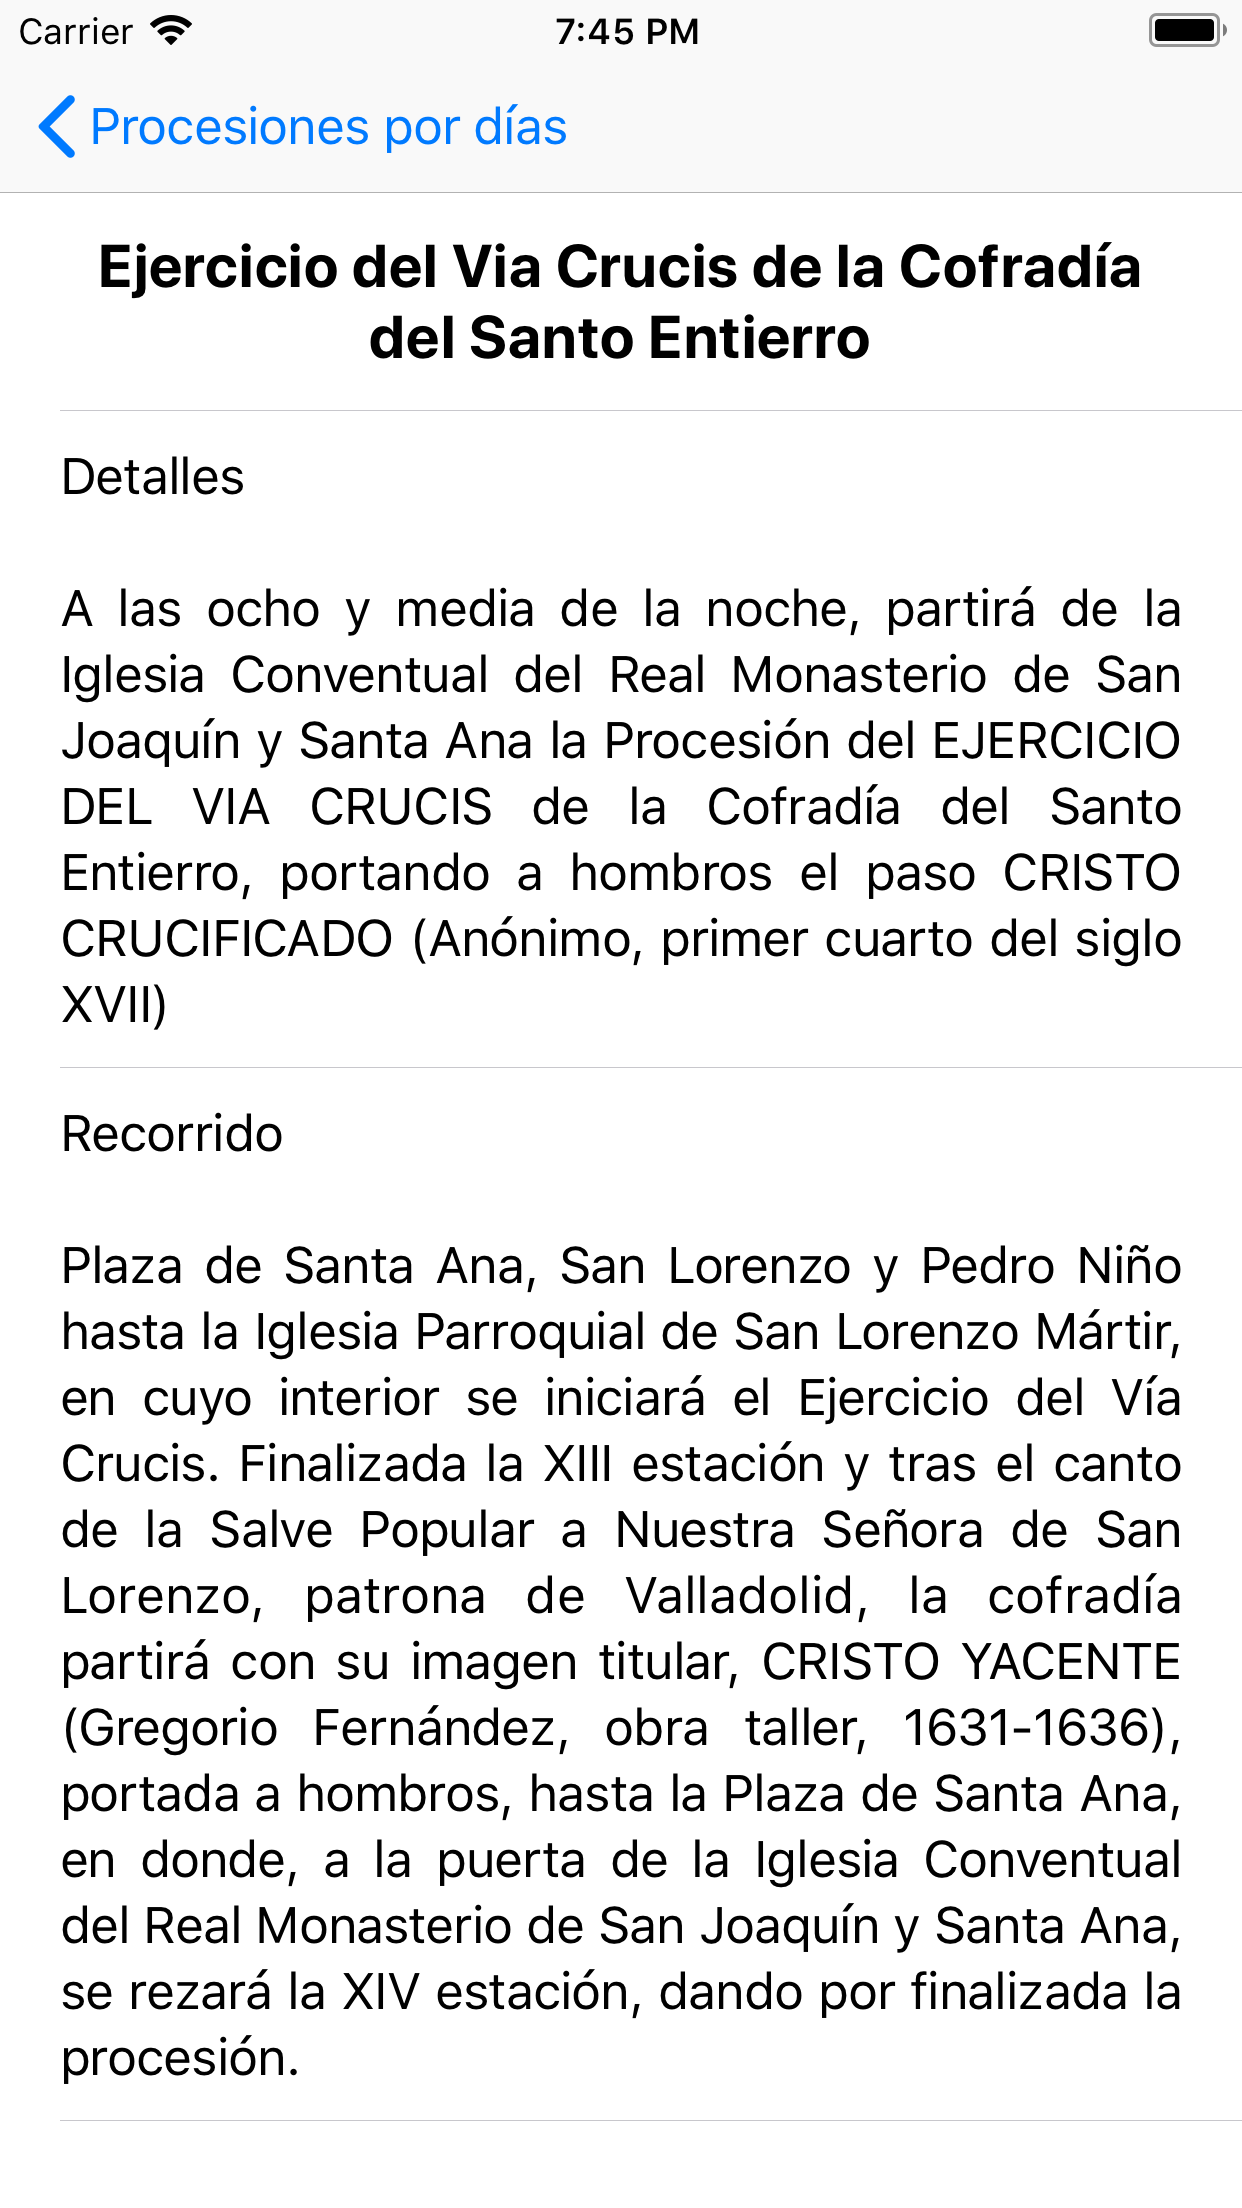 Carrier
7:45 PM
Procesiones por días
Ejercicio del Via Crucis de la Cofradía
del Santo Entierro
Detalles
A las ocho y media de la noche, partirá de la
Iglesia Conventual del Real Monasterio de San
Joaquín y Santa Ana la Procesión del EJERCICIO
DEL VIA CRUCIS de la Cofradía del Santo
Entierro, portando a hombros el paso CRISTO
CRUCIFICADO (Anónimo, primer cuarto del siglo
XVII)
Recorrido
Plaza de Santa Ana, San Lorenzo y Pedro Niño
hasta la Iglesia Parroquial de San Lorenzo Mártir,
en cuyo interior se iniciará el Ejercicio del Vía
Crucis. Finalizada la XIII estación y tras el canto
de la Salve Popular a Nuestra Señora de San
Lorenzo, patrona de Valladolid, la cofradía
partirá con su imagen titular, CRISTO YACENTE
(Gregorio Fernández, obra taller, 1631-1636),
portada a hombros, hasta la Plaza de Santa Ana,
en donde, a la puerta de la Iglesia Conventual
del Real Monasterio de San Joaquín y Santa Ana,
se rezará la XIV estación, dando por finalizada la
procesión.